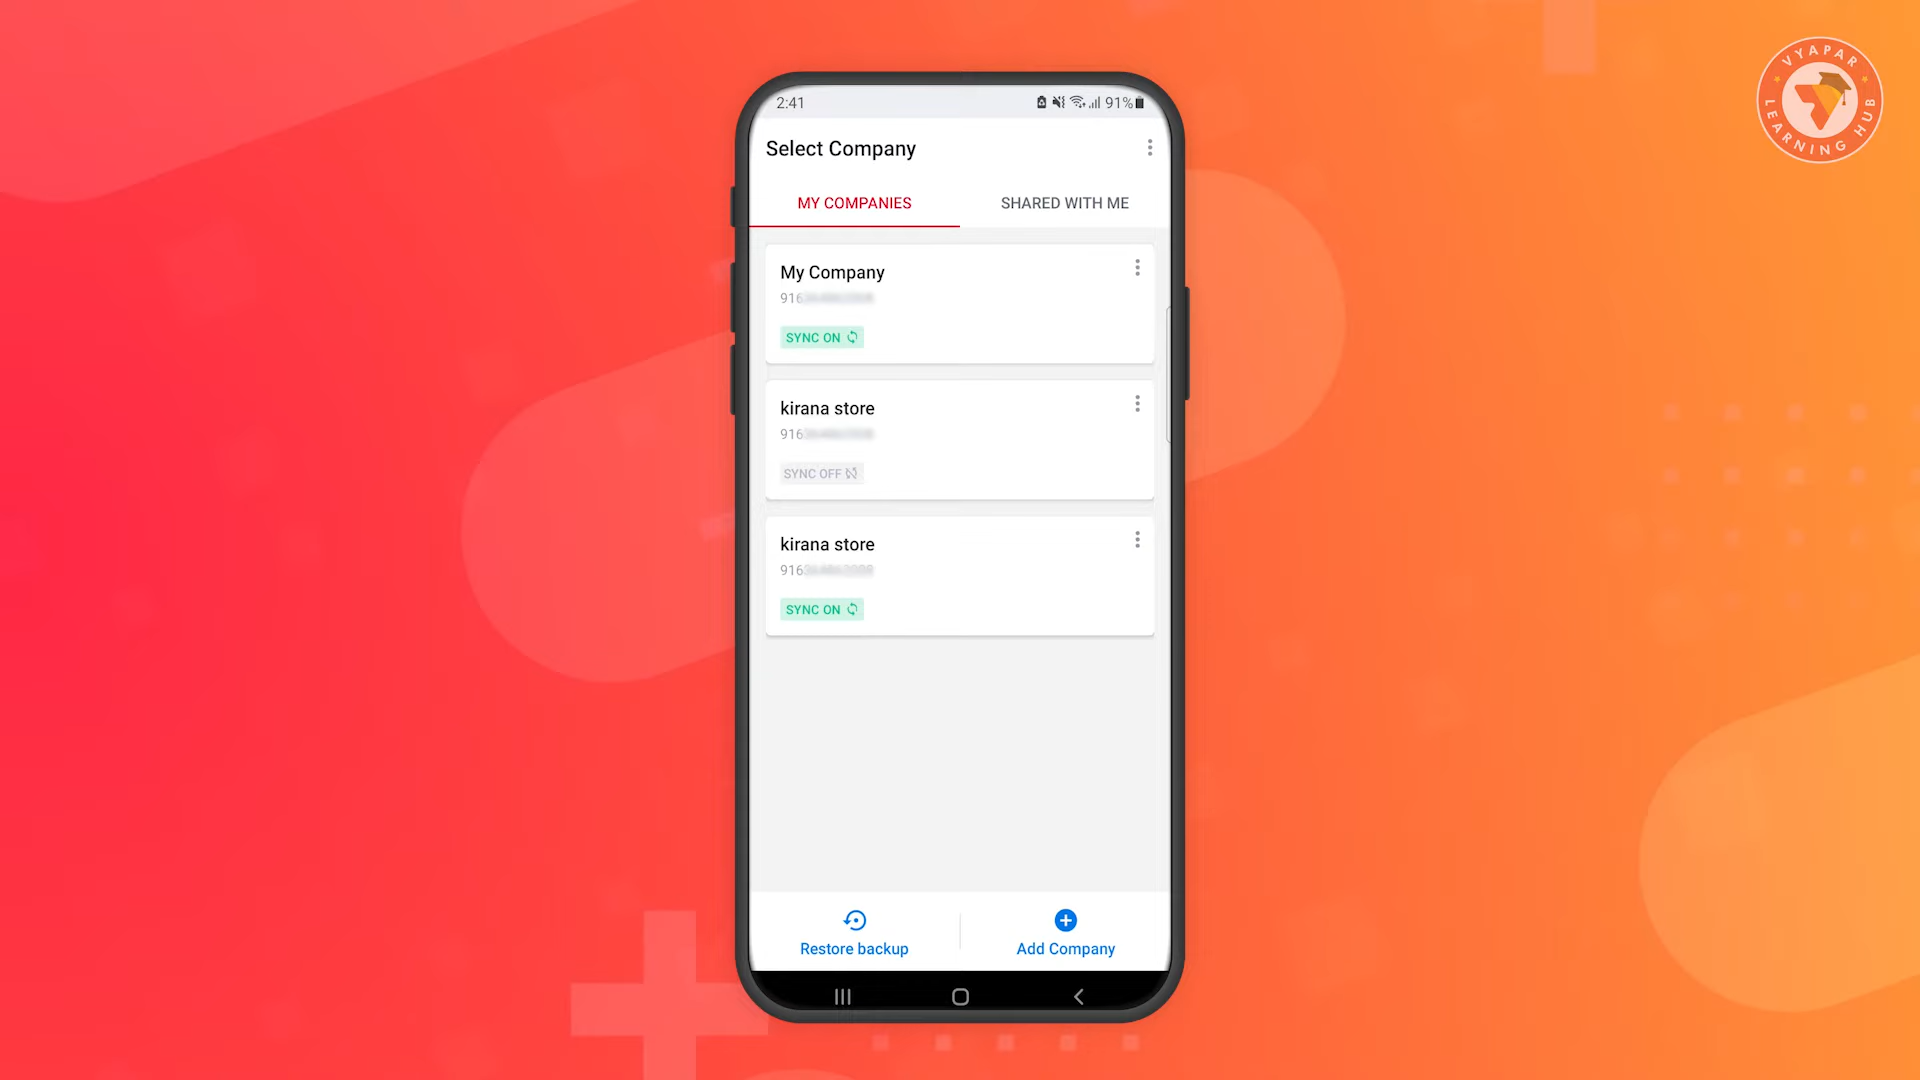 VYAPAR
LEARNING HUB
2:41
91%
Select Company
MY COMPANIES
SHARED WITH ME
My Company
916
SYNC ON
kirana store
916
SYNC OFF
kirana store
916
SYNC ON
Restore backup
Add Company